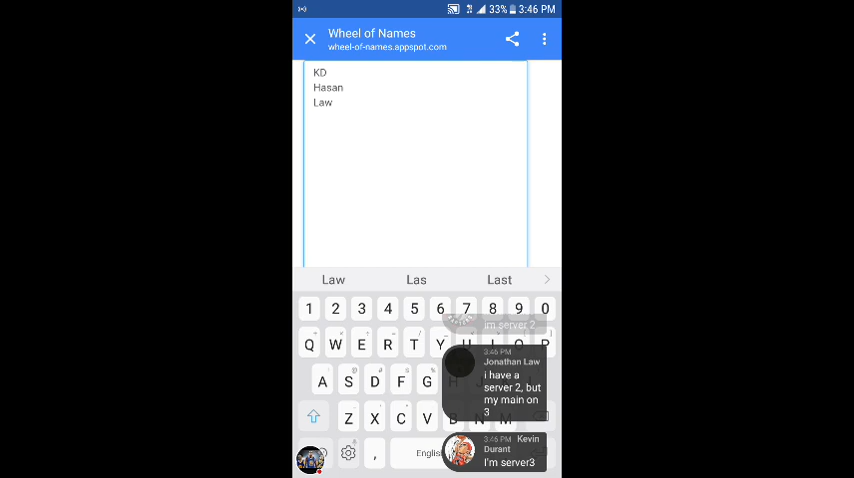 33% 3:46 PM
Wheel of Names
wheel-of-names.appspot.com
KD
Hasan
Law
Law Las Last
1 2 3 4 5 6 7 8 9 0
Q W E R T Y U I O P
im server 2
A S D F G H
3:46 PM
Jonathan Law
i have a
server 2, but
my main on
3
Z X C V B N M
3:46 PM Kevin
Durant
I'm server3
, English